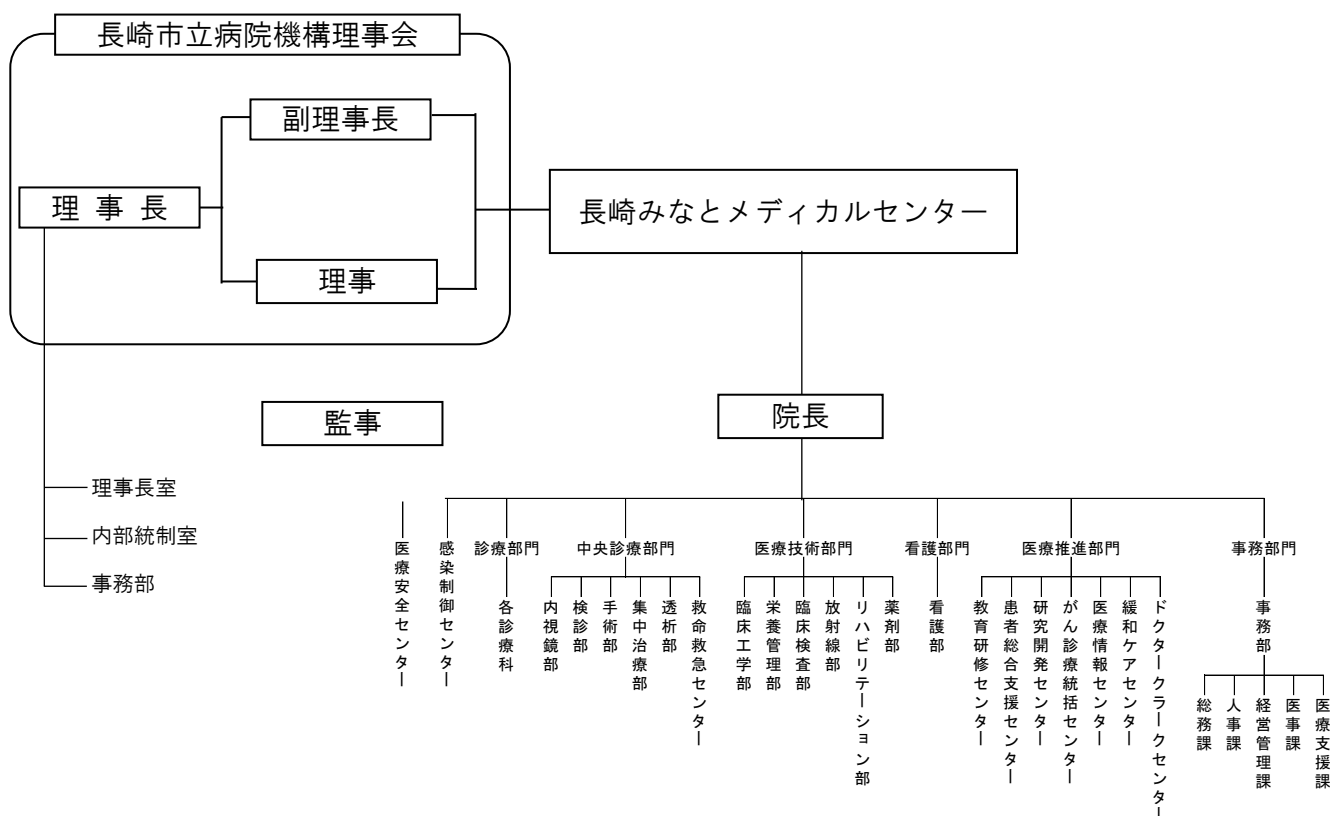 長崎市立病院機構理事会
副理事長
理事長
理事
長崎みなとメディカルセンター
監事
院長
理事長室
内部統制室
事務部
医療安全センター
感染制御センター
診療部門
各診療科
中央診療部門
内視鏡部
検診部
手術部
集中治療部
透析部
救命救急センター
医療技術部門
臨床工学部
栄養管理部
臨床検査部
放射線部
リハビリテーション部
薬剤部
看護部門
看護部
医療推進部門
教育研修センター
患者総合支援センター
研究開発センター
がん診療統括センター
医療情報センター
緩和ケアセンター
ドクタークラークセンター
事務部門
事務部
総務課
人事課
経営管理課
医事課
医療支援課